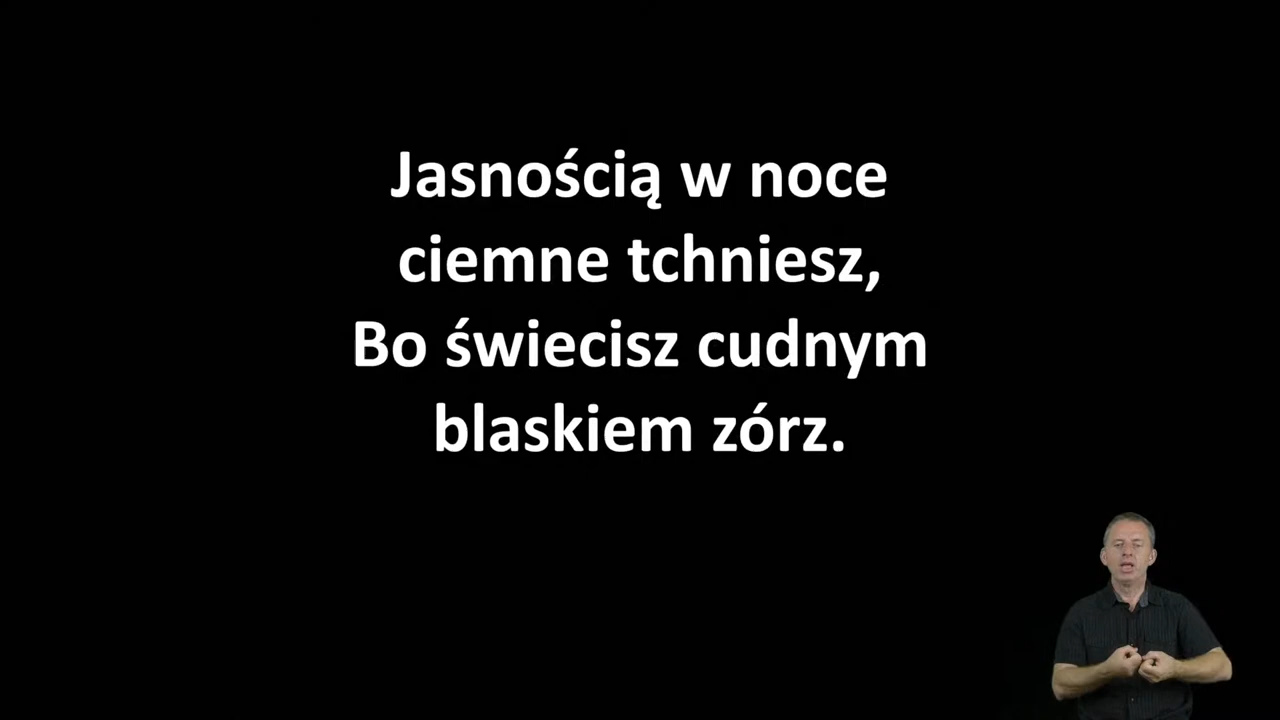 Jasnością w noce
ciemne tchniesz,
Bo świecisz cudnym
blaskiem zórz.